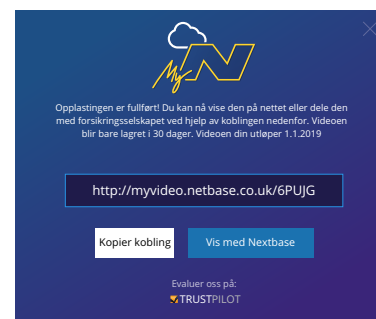 My N
Opplastingen er fullført! Du kan nå vise den på nettet eller dele den
med forsikringsselskapet ved hjelp av koblingen nedenfor. Videoen
blir bare lagret i 30 dager. Videoen din utløper 1.1.2019
http://myvideo.netbase.co.uk/6PUJG
Kopier kobling
Vis med Nextbase
Evaluer oss på:
TRUSTPILOT